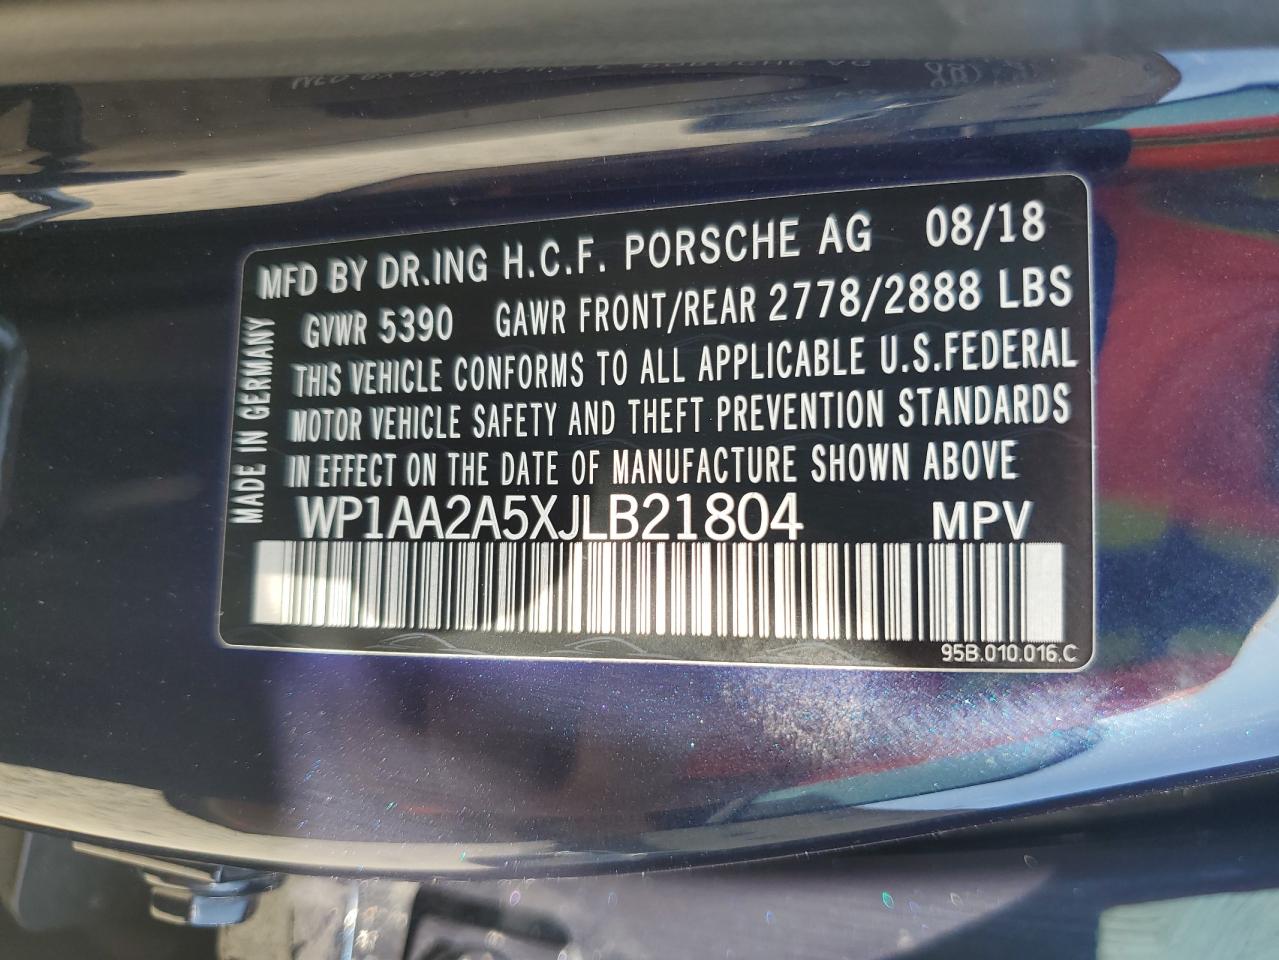 MFD BY DR.ING H.C.F. PORSCHE AG 08/18
GVWR 5390 GAWR FRONT/REAR 2778/2888 LBS
THIS VEHICLE CONFORMS TO ALL APPLICABLE U.S.FEDERAL
MOTOR VEHICLE SAFETY AND THEFT PREVENTION STANDARDS
IN EFFECT ON THE DATE OF MANUFACTURE SHOWN ABOVE
WP1AA2A5XJLB21804 MPV
95B.010.016.C
MADE IN GERMANY